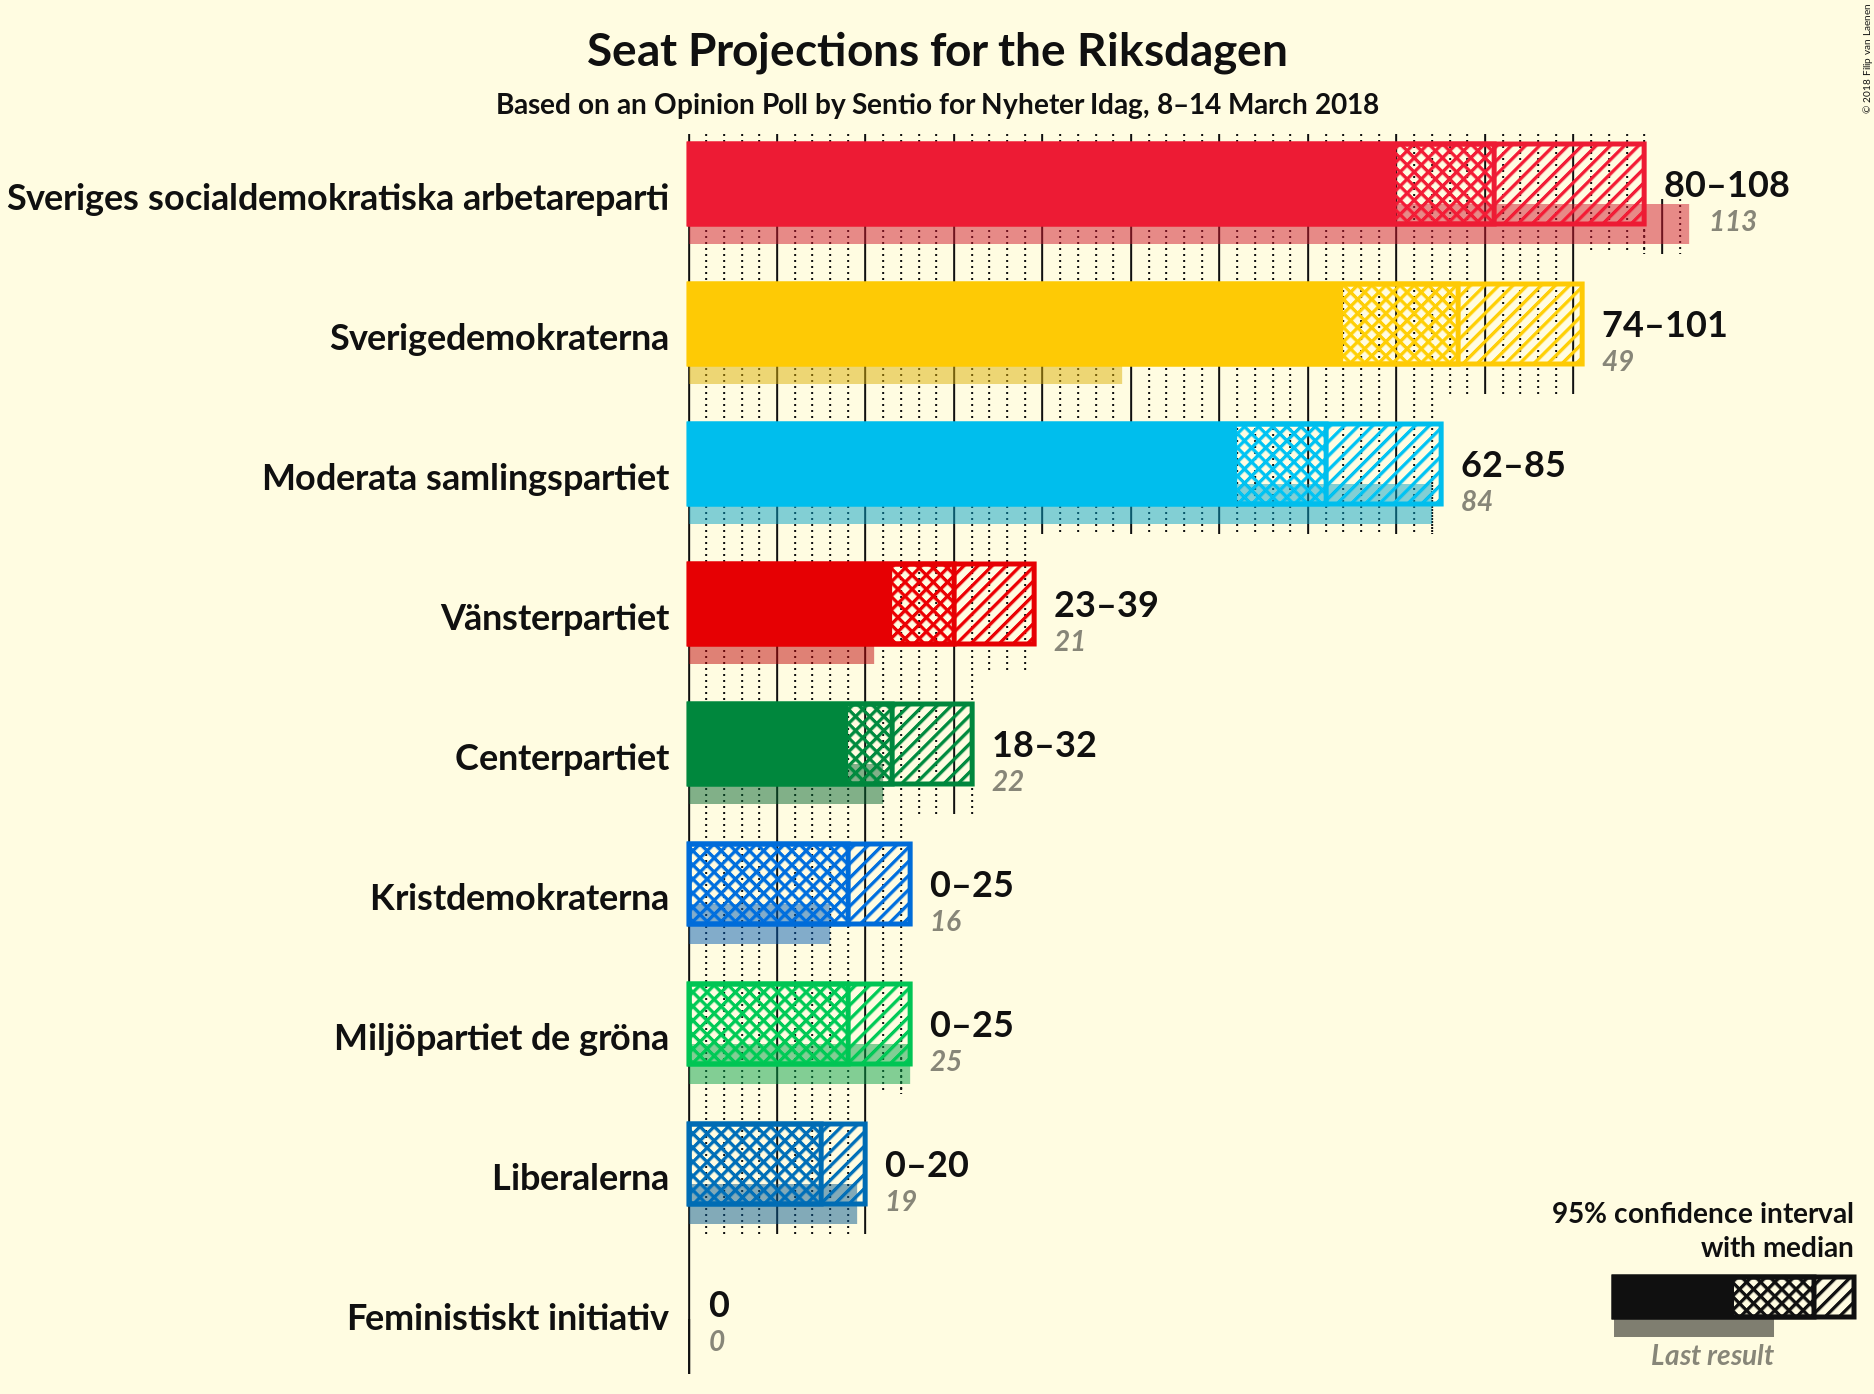 Seat Projections for the Riksdagen
Based on an Opinion Poll by Sentio for Nyheter Idag, 8–14 March 2018
© 2018 Filip van Laenen
Sveriges socialdemokratiska arbetareparti
80–108
113
Sverigedemokraterna
74–101
49
Moderata samlingspartiet
62–85
84
Vänsterpartiet
23–39
21
Centerpartiet
18–32
22
Kristdemokraterna
0–25
16
Miljöpartiet de gröna
0–25
25
Liberalerna
0–20
19
Feministiskt initiativ
0
0
95% confidence interval
with median
Last result